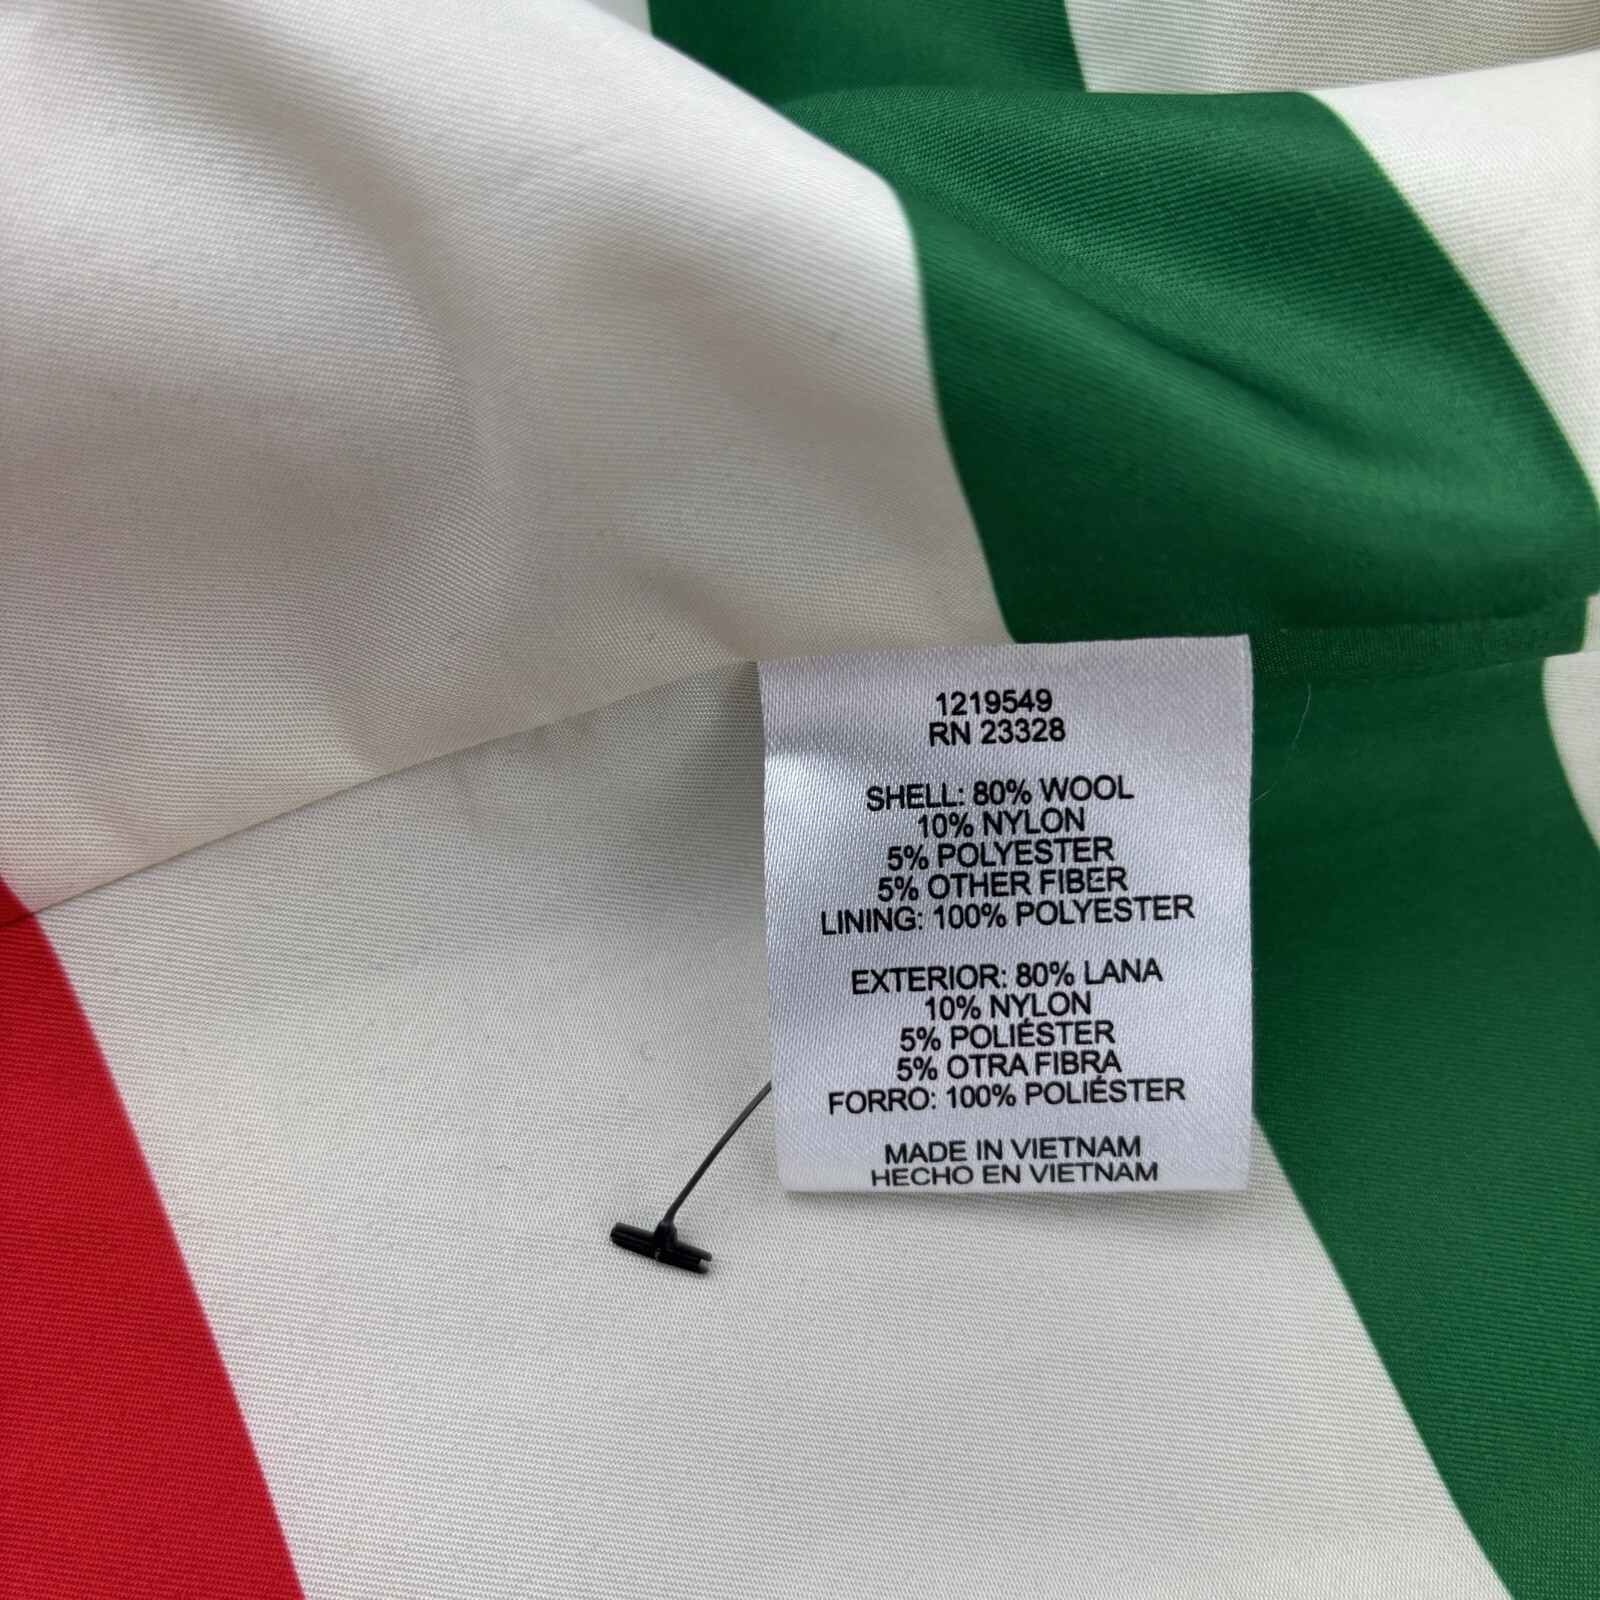 1219549
RN 23328
SHELL: 80% WOOL
10% NYLON
5% POLYESTER
5% OTHER FIBER
LINING: 100% POLYESTER
EXTERIOR: 80% LANA
10% NYLON
5% POLIÉSTER
5% OTRA FIBRA
FORRO: 100% POLIÉSTER
MADE IN VIETNAM
HECHO EN VIETNAM